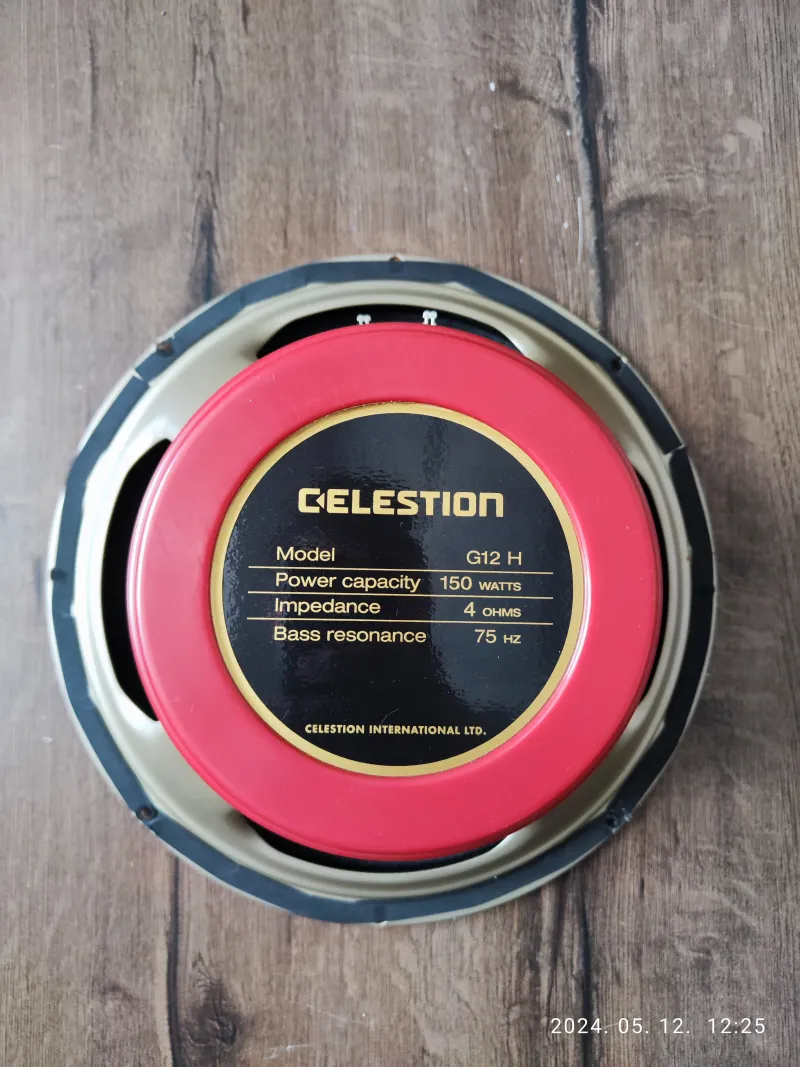 CELESTION
Model G12 H
Power capacity 150 WATTS
Impedance 4 OHMS
Bass resonance 75 HZ
CELESTION INTERNATIONAL LTD.
2024. 05. 12. 12:25